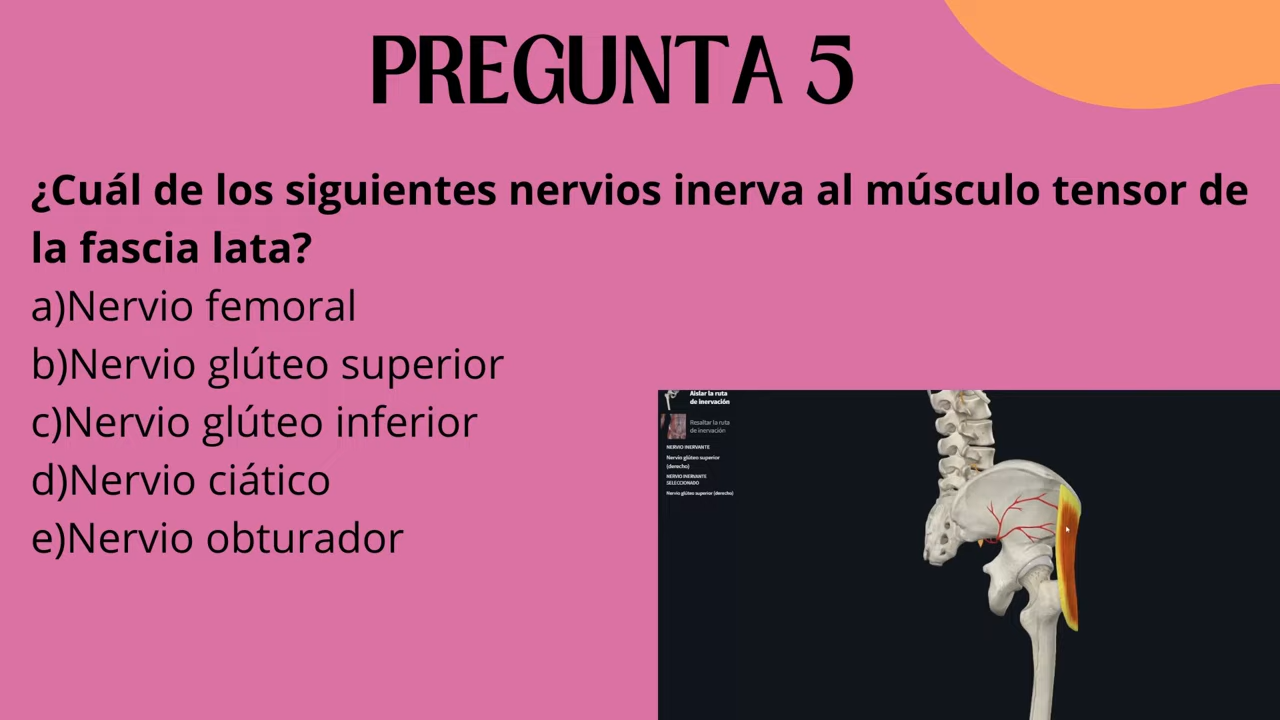 PREGUNTA 5
¿Cuál de los siguientes nervios inerva al músculo tensor de
la fascia lata?
a)Nervio femoral
b)Nervio glúteo superior
c)Nervio glúteo inferior
d)Nervio ciático
e)Nervio obturador
Aislar la ruta
de inervación
Resaltar la ruta
de inervación
NERVIO INERVANTE
Nervio glúteo superior
(derecho)
NERVIO INERVANTE
SELECCIONADO
Nervio glúteo superior (derecho)